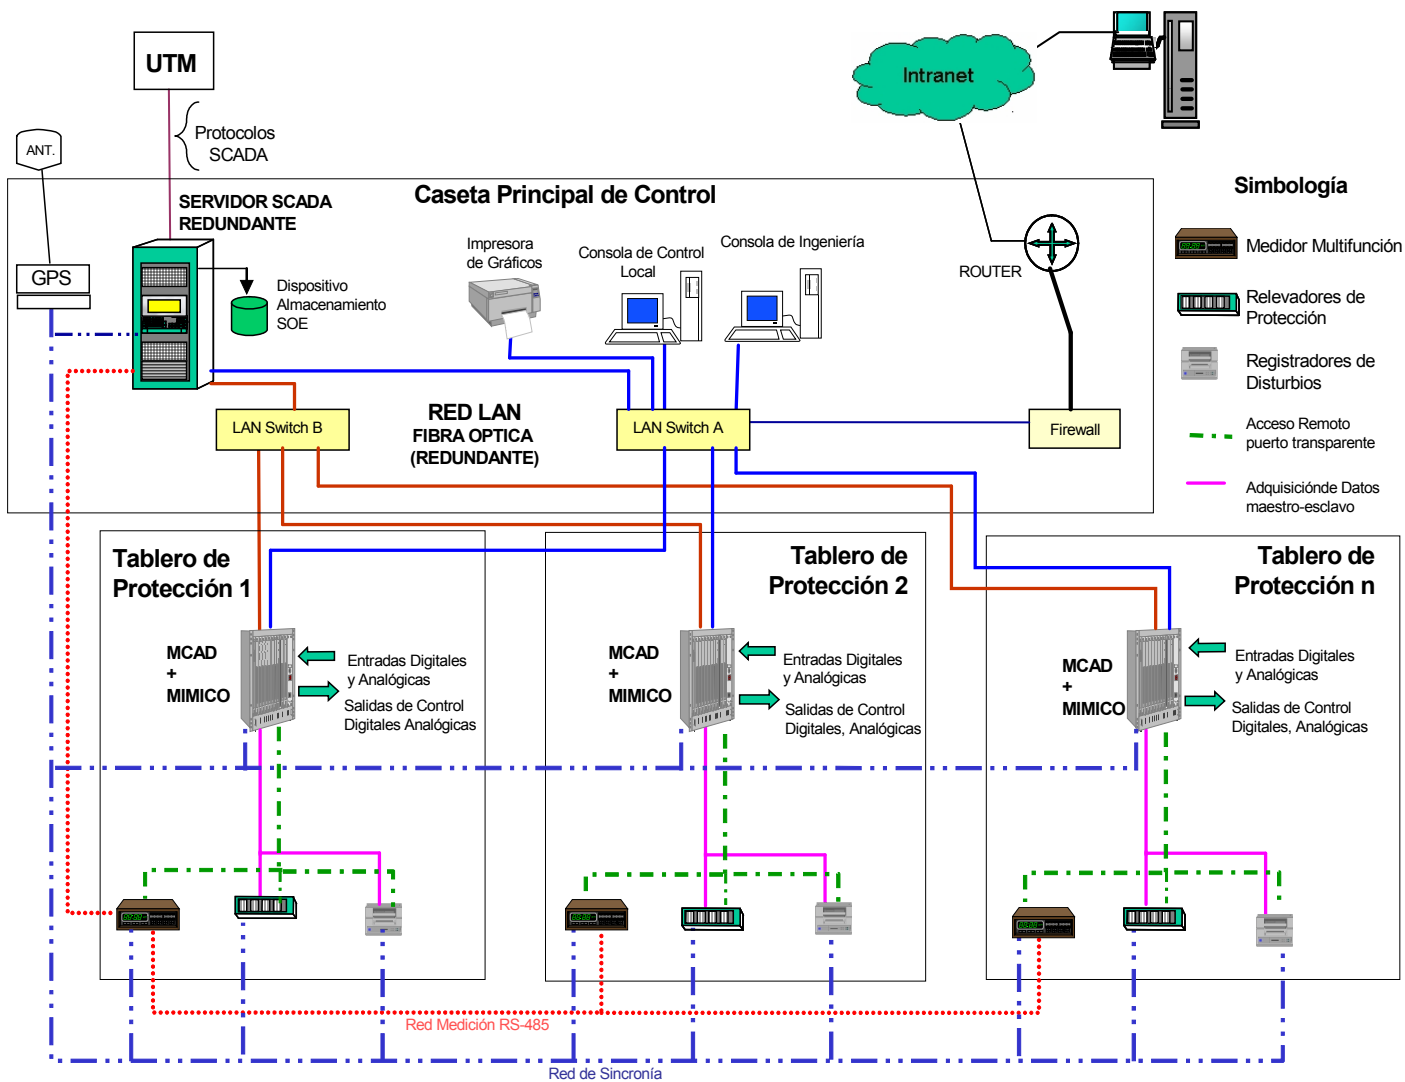 UTM
Intranet
Protocolos
SCADA
ANT.
Caseta Principal de Control
Simbología
SERVIDOR SCADA
REDUNDANTE
GPS
Dispositivo
Almacenamiento
SOE
Impresora
de Gráficos
Consola de Control
Local
Consola de Ingeniería
ROUTER
Medidor Multifunción
Relevadores de
Protección
Registradores de
Disturbios
Acceso Remoto
puerto transparente
Adquisiciónde Datos
maestro-esclavo
LAN Switch B
RED LAN
FIBRA OPTICA
(REDUNDANTE)
LAN Switch A
Firewall
Tablero de
Protección 1
MCAD
+
MIMICO
Entradas Digitales
y Analógicas
Salidas de Control
Digitales Analógicas
Tablero de
Protección 2
MCAD
+
MIMICO
Entradas Digitales
y Analógicas
Salidas de Control
Digitales, Analógicas
Tablero de
Protección n
MCAD
+
MIMICO
Entradas Digitales
y Analógicas
Salidas de Control
Digitales, Analógicas
Red Medición RS-485
Red de Sincronía